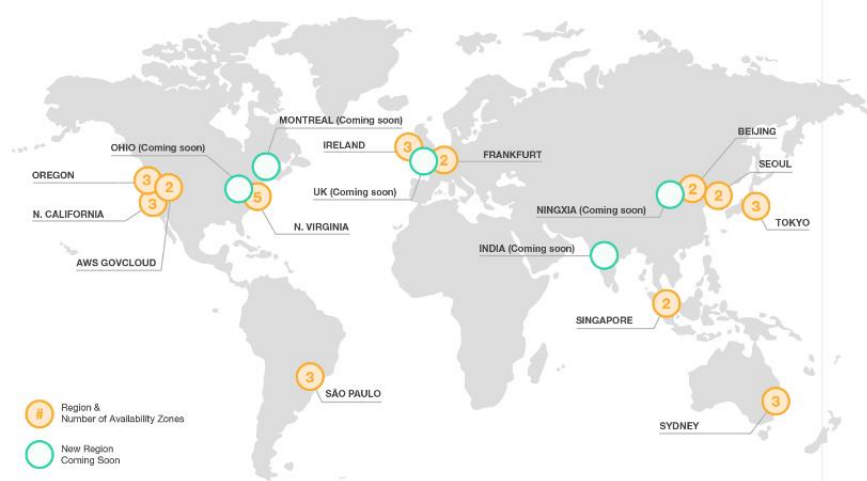 MONTREAL (Coming soon)
OHIO (Coming soon)
IRELAND
3
2
FRANKFURT
BEIJING
SEOUL
OREGON
3
2
UK (Coming soon)
5
2
2
N. CALIFORNIA
3
N. VIRGINIA
NINGXIA (Coming soon)
3
TOKYO
AWS GOVCLOUD
INDIA (Coming soon)
2
SINGAPORE
3
SÃO PAULO
3
SYDNEY
#
Region &
Number of Availability Zones
New Region
Coming Soon